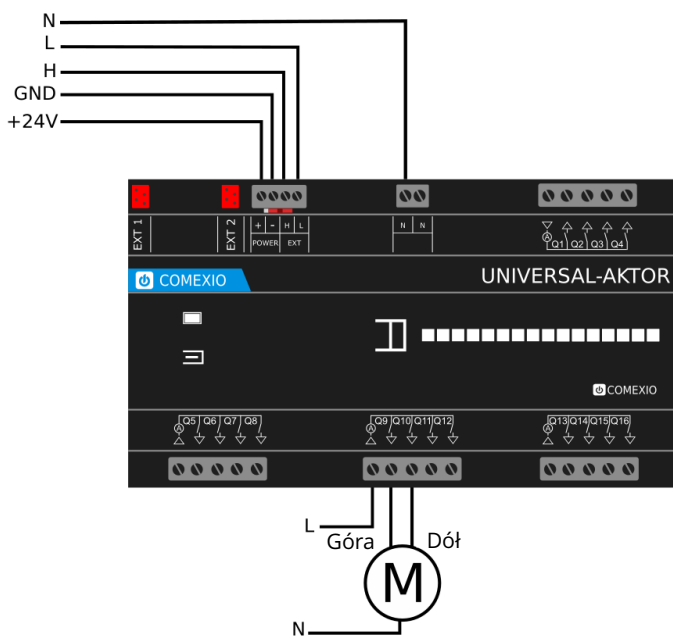 N
L
H
GND
+24V
EXT 1
EXT 2
+ - H L
POWER EXT
N N
A
Q1 Q2 Q3 Q4
COMEXIO
UNIVERSAL-AKTOR
COMEXIO
Q5 Q6 Q7 Q8
A
Q9 Q10 Q11 Q12
A
Q13 Q14 Q15 Q16
A
L
Góra
Dół
M
N